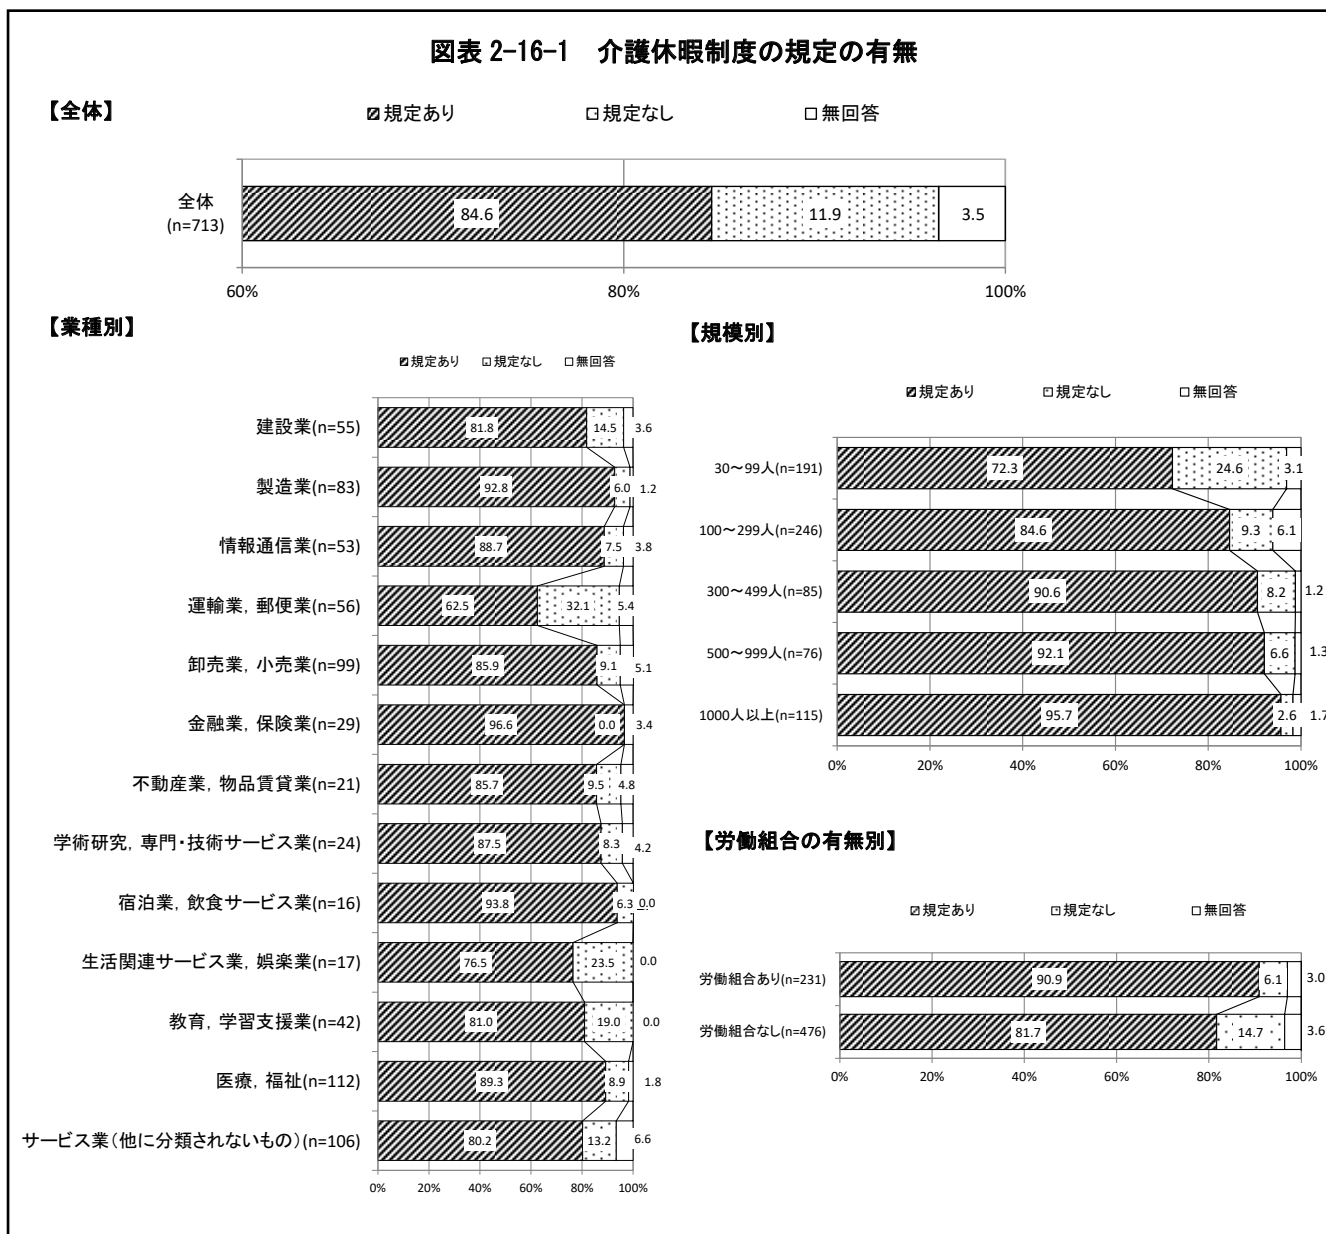 図表 2-16-1　介護休暇制度の規定の有無
【全体】
規定あり 規定なし 無回答
全体
(n=713)
84.6 11.9 3.5
60% 80% 100%
【業種別】
規定あり 規定なし 無回答
建設業(n=55) 81.8 14.5 3.6
製造業(n=83) 92.8 6.0 1.2
情報通信業(n=53) 88.7 7.5 3.8
運輸業，郵便業(n=56) 62.5 32.1 5.4
卸売業，小売業(n=99) 85.9 9.1 5.1
金融業，保険業(n=29) 96.6 0.0 3.4
不動産業，物品賃貸業(n=21) 85.7 9.5 4.8
学術研究，専門・技術サービス業(n=24) 87.5 8.3 4.2
宿泊業，飲食サービス業(n=16) 93.8 6.3 0.0
生活関連サービス業，娯楽業(n=17) 76.5 23.5 0.0
教育，学習支援業(n=42) 81.0 19.0 0.0
医療，福祉(n=112) 89.3 8.9 1.8
サービス業（他に分類されないもの）(n=106) 80.2 13.2 6.6
0% 20% 40% 60% 80% 100%
【規模別】
規定あり 規定なし 無回答
30～99人(n=191) 72.3 24.6 3.1
100～299人(n=246) 84.6 9.3 6.1
300～499人(n=85) 90.6 8.2 1.2
500～999人(n=76) 92.1 6.6 1.3
1000人以上(n=115) 95.7 2.6 1.7
0% 20% 40% 60% 80% 100%
【労働組合の有無別】
規定あり 規定なし 無回答
労働組合あり(n=231) 90.9 6.1 3.0
労働組合なし(n=476) 81.7 14.7 3.6
0% 20% 40% 60% 80% 100%